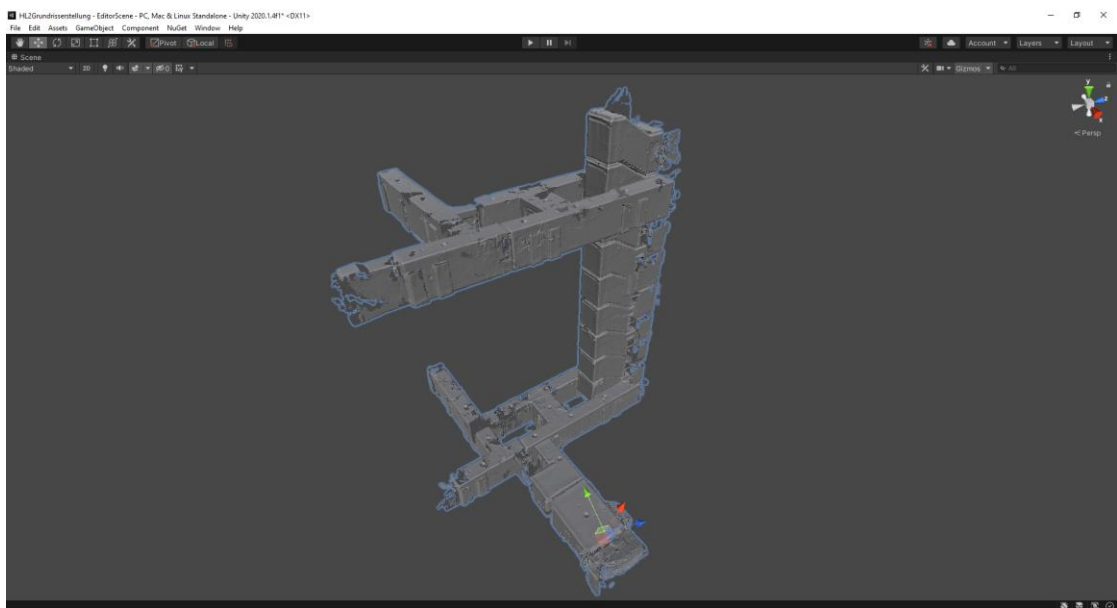 HL2Grundrisserstellung - EditorScene - PC, Mac & Linux Standalone - Unity 2020.1.4f1* <DX11>
File Edit Assets GameObject Component NuGet Window Help
Pivot Local Account Layers Layout
Scene
Shaded 2D 0 Gizmos All
y
z
x
Persp